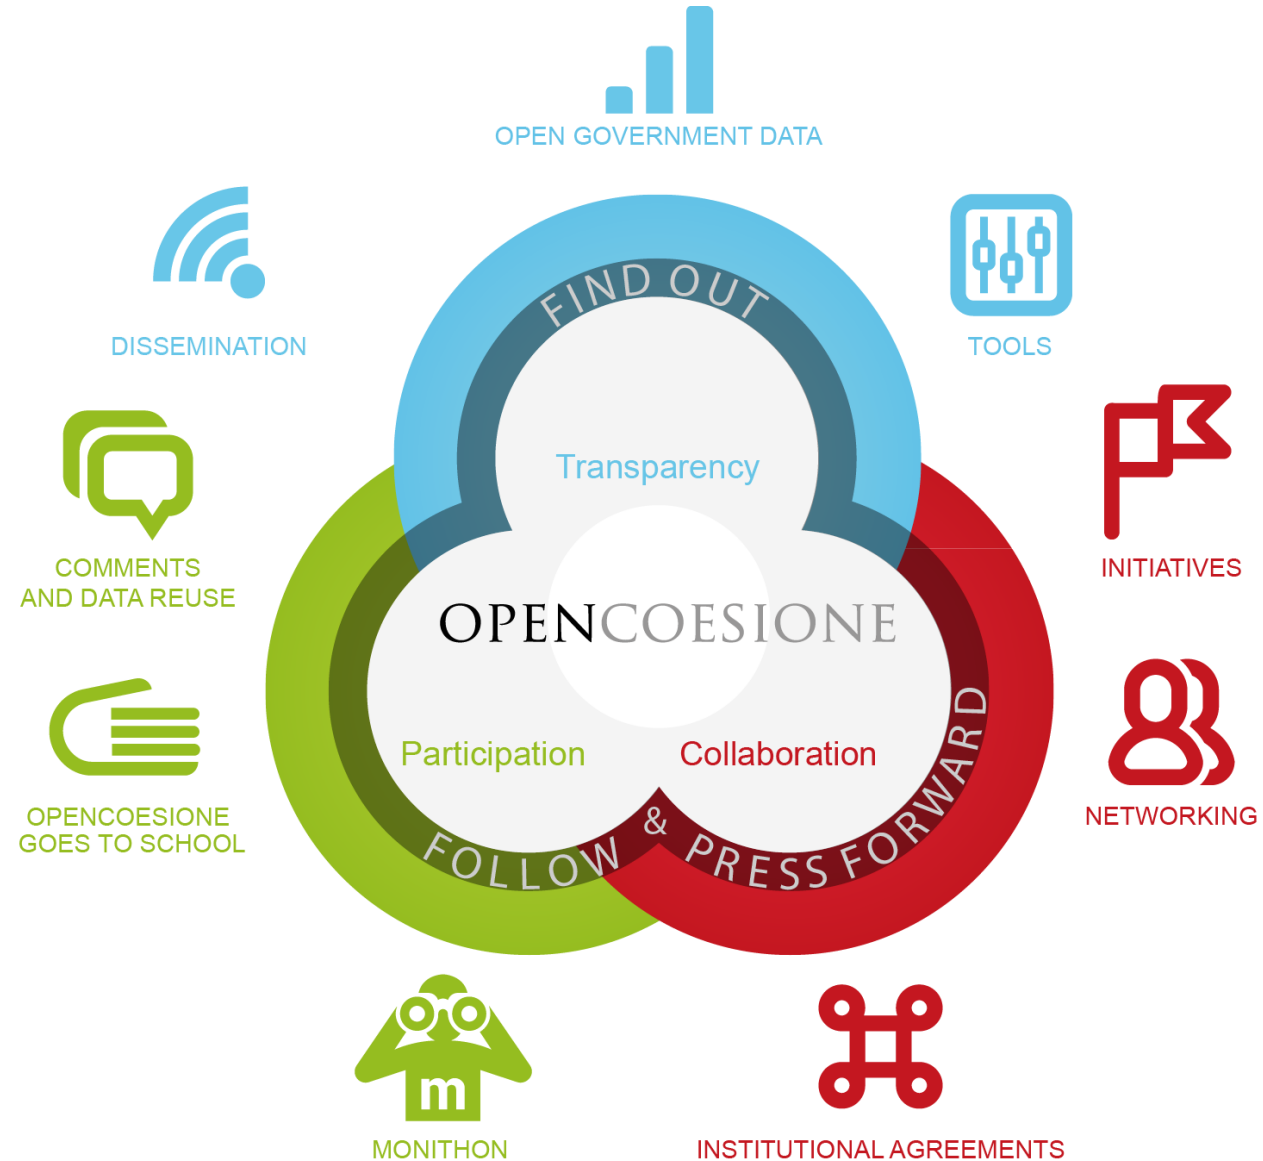 OPEN GOVERNMENT DATA
DISSEMINATION
TOOLS
FIND OUT
Transparency
COMMENTS
AND DATA REUSE
INITIATIVES
OPENCOESIONE
Participation
Collaboration
OPENCOESIONE
GOES TO SCHOOL
NETWORKING
FOLLOW & PRESS FORWARD
m
MONITHON
INSTITUTIONAL AGREEMENTS